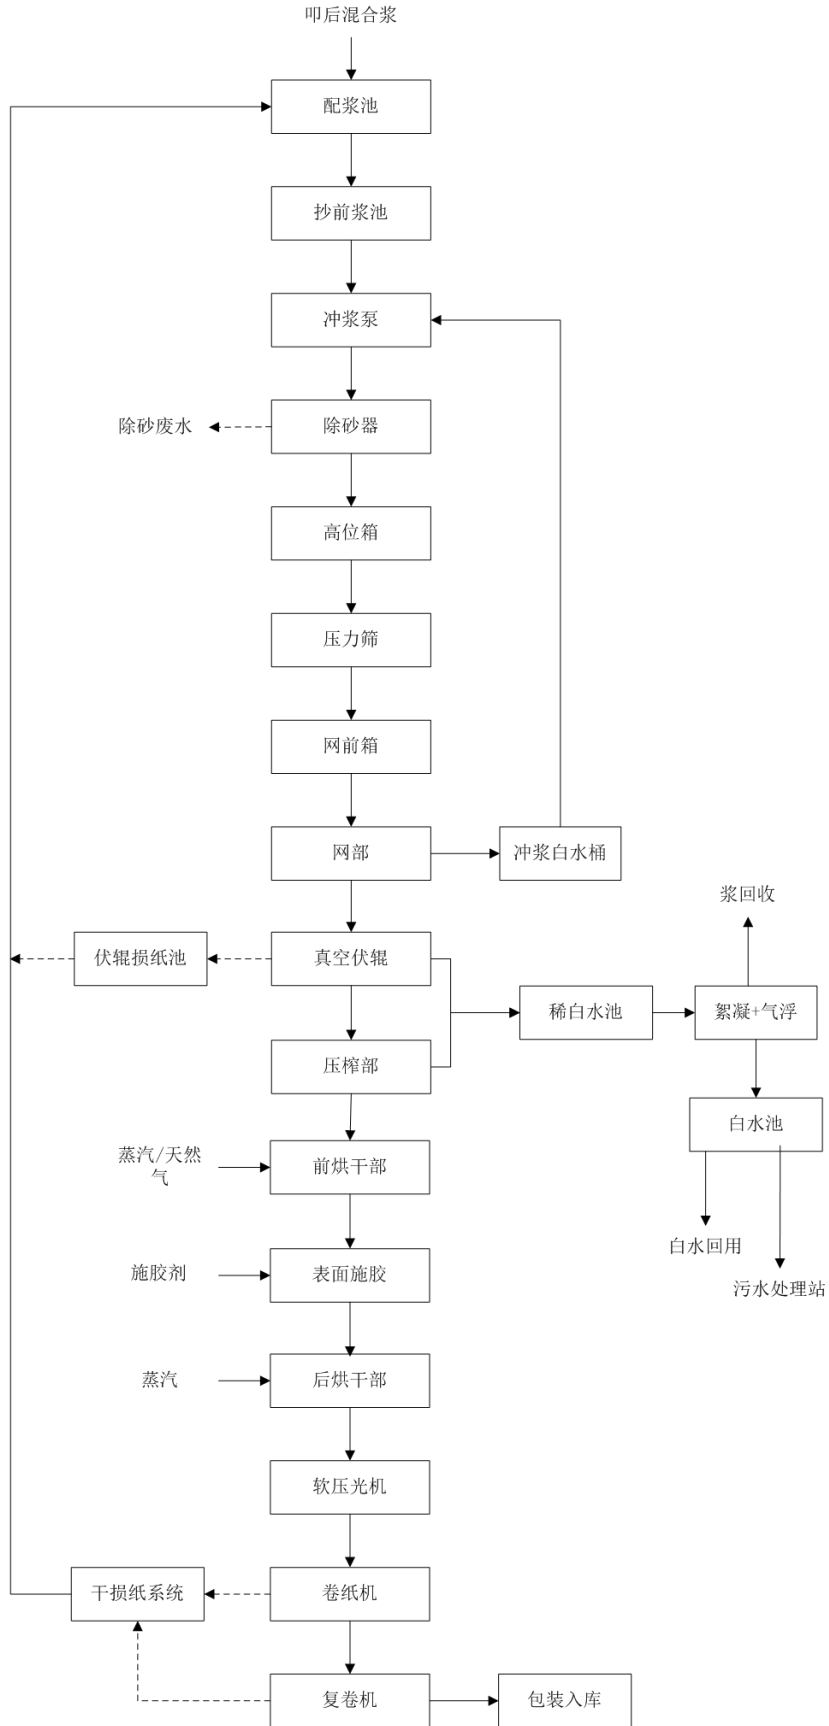 叩后混合浆
配浆池
抄前浆池
冲浆泵
除砂废水
除砂器
高位箱
压力筛
网前箱
网部
冲浆白水桶
浆回收
伏辊损纸池
真空伏辊
稀白水池
絮凝+气浮
压榨部
白水池
蒸汽/天然
气
前烘干部
白水回用
施胶剂
表面施胶
污水处理站
蒸汽
后烘干部
软压光机
干损纸系统
卷纸机
复卷机
包装入库